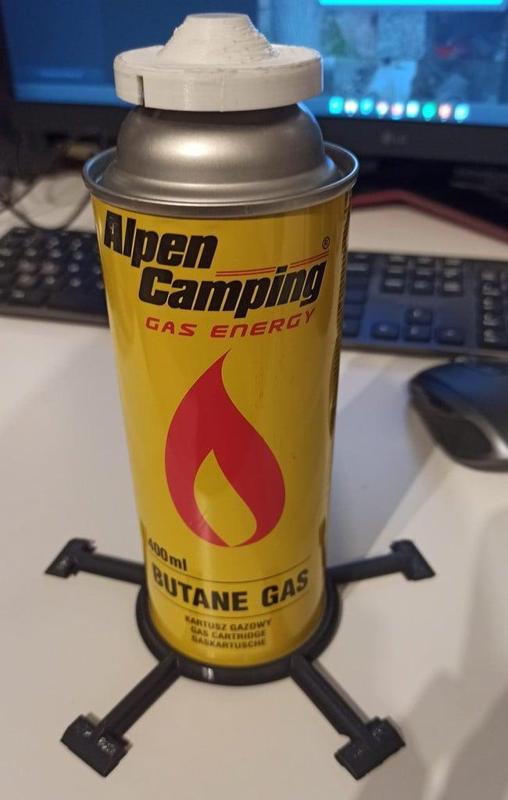 Alpen
Camping®
GAS ENERGY
400ml
BUTANE GAS
KARTUSZ GAZOWY
GAS CARTRIDGE
GASKARTUSCHE
LG